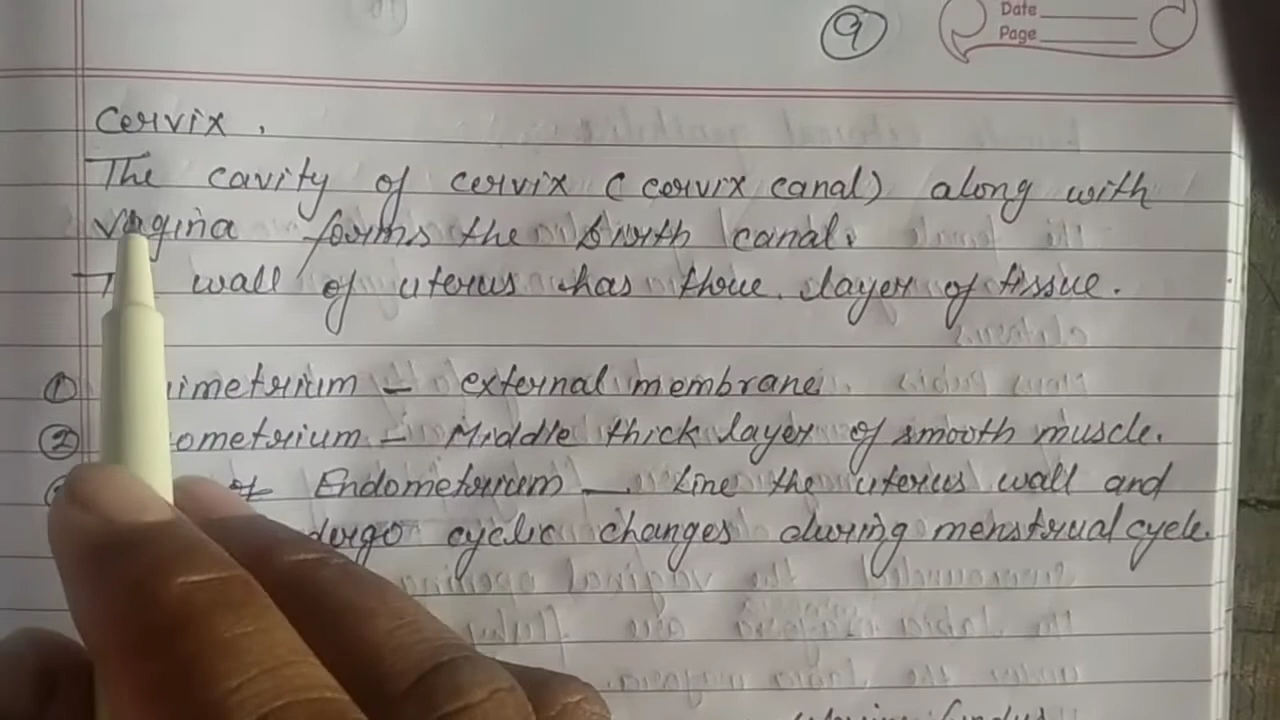 9
Date
Page
Cervix.
The cavity of cervix (cervix canal) along with
vagina forms the birth canal.
wall of uterus has three layer of tissue.
① imetrium - external membrane
② ometrium - Middle thick layer of smooth muscle.
Endometrium - Line the uterus wall and
dergo cyclic changes during menstrual cycle.